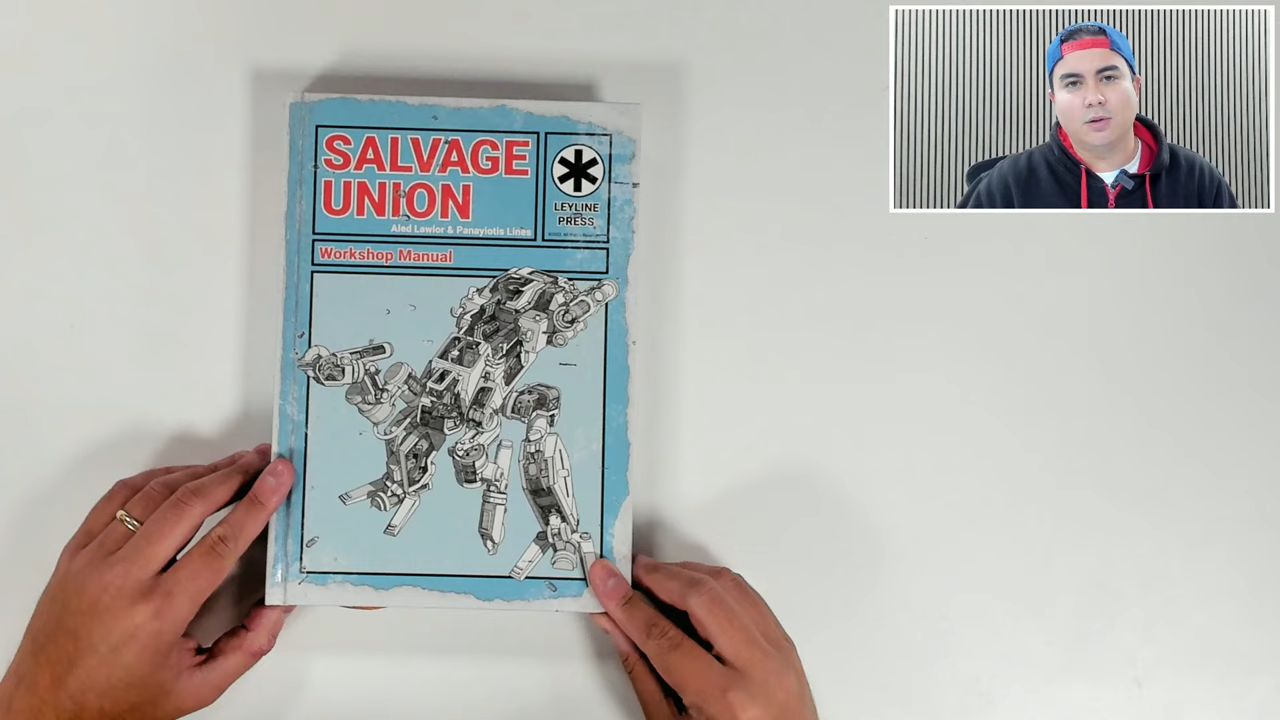 SALVAGE
UNION
Aled Lawlor & Panayiotis Lines
LEYLINE
PRESS
Workshop Manual